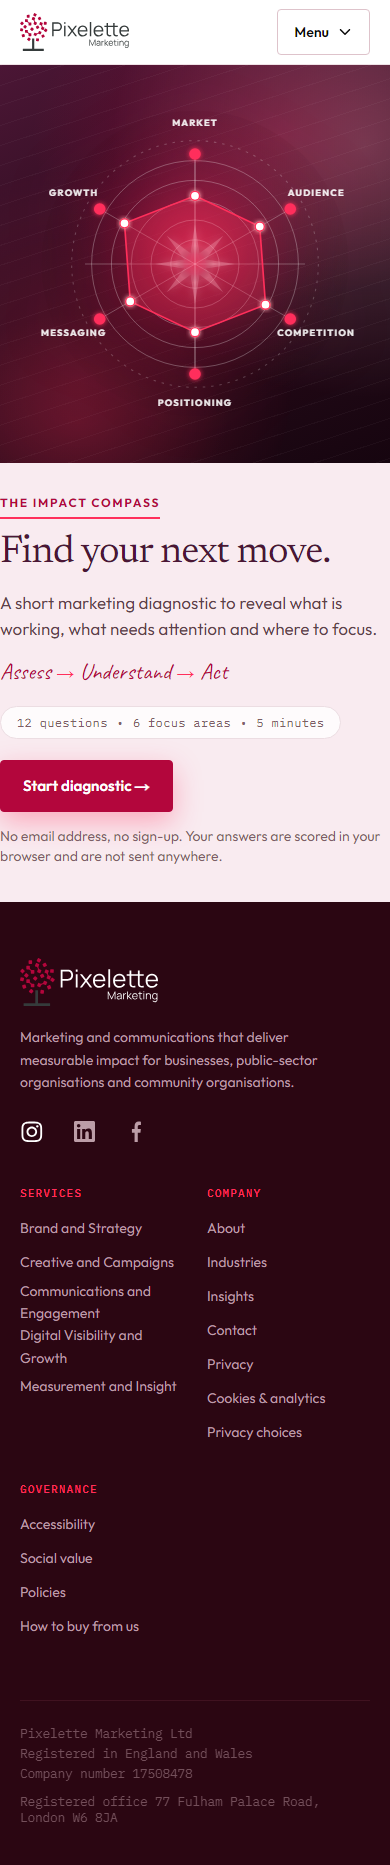 Pixelette
Marketing
Menu
MARKET
GROWTH
AUDIENCE
MESSAGING
COMPETITION
POSITIONING
THE IMPACT COMPASS
Find your next move.
A short marketing diagnostic to reveal what is
working, what needs attention and where to focus.
Assess → Understand → Act
12 questions • 6 focus areas • 5 minutes
Start diagnostic →
No email address, no sign-up. Your answers are scored in your
browser and are not sent anywhere.
Pixelette
Marketing
Marketing and communications that deliver
measurable impact for businesses, public-sector
organisations and community organisations.
SERVICES
Brand and Strategy
Creative and Campaigns
Communications and
Engagement
Digital Visibility and
Growth
Measurement and Insight
COMPANY
About
Industries
Insights
Contact
Privacy
Cookies & analytics
Privacy choices
GOVERNANCE
Accessibility
Social value
Policies
How to buy from us
Pixelette Marketing Ltd
Registered in England and Wales
Company number 17508478
Registered office 77 Fulham Palace Road,
London W6 8JA